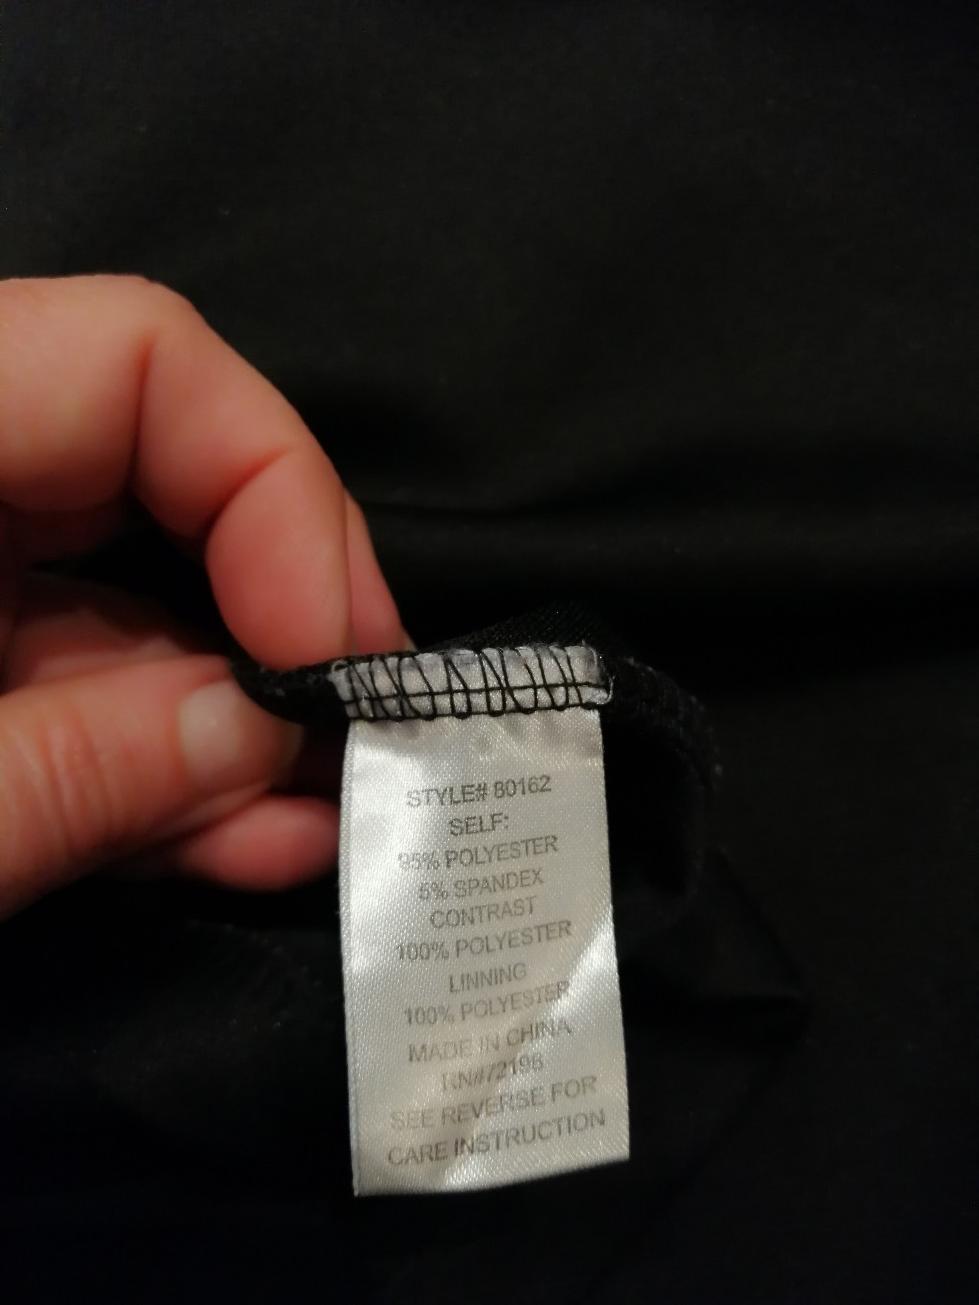 STYLE# 80162
SELF:
95% POLYESTER
5% SPANDEX
CONTRAST
100% POLYESTER
LINNING
100% POLYESTER
MADE IN CHINA
RN#72196
SEE REVERSE FOR
CARE INSTRUCTION